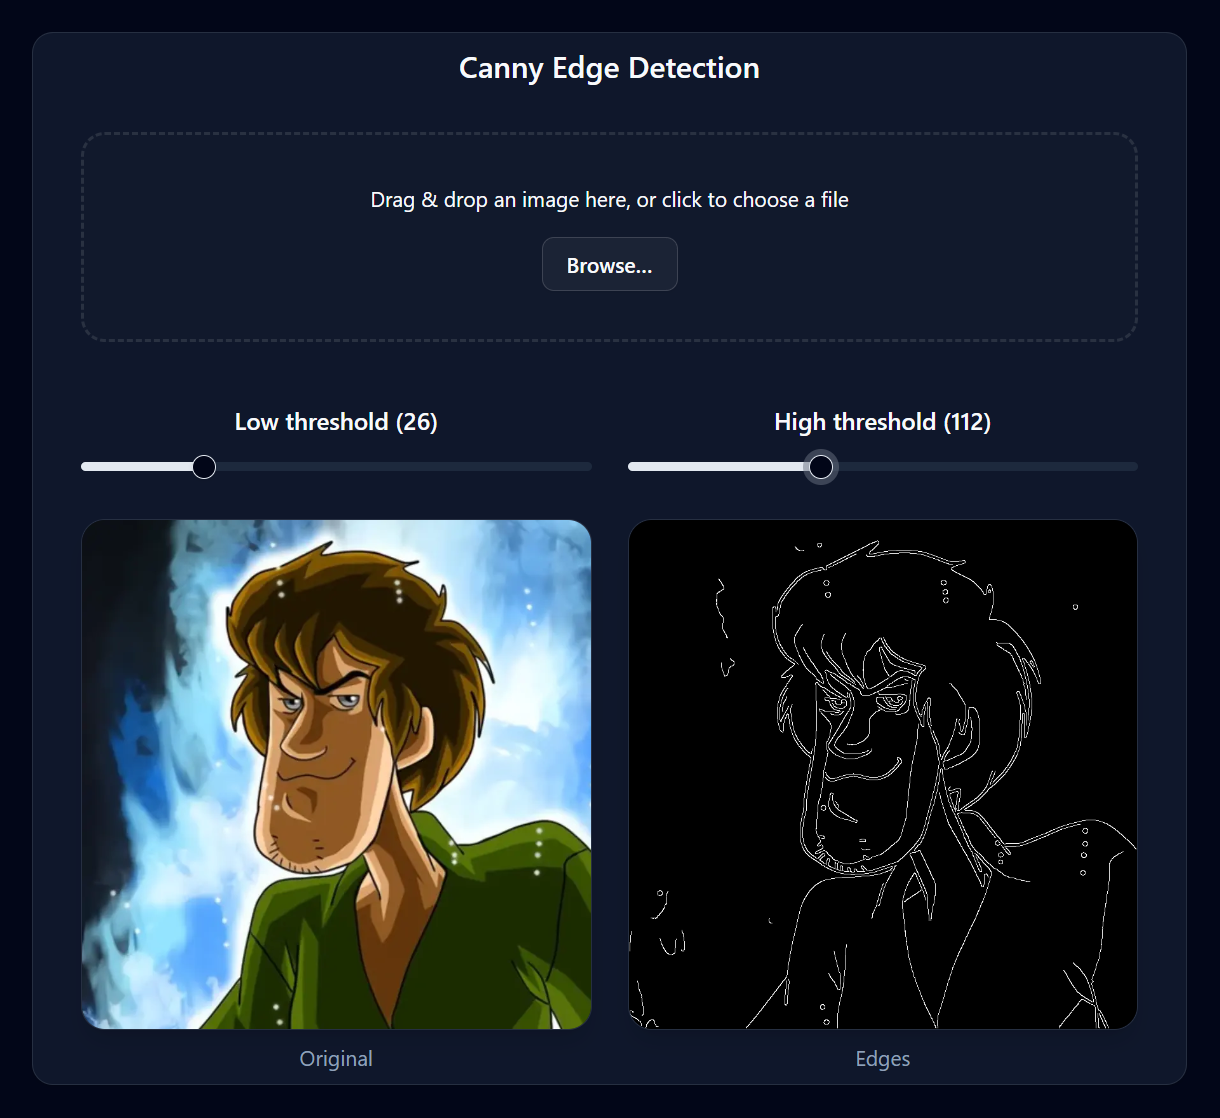 Canny Edge Detection
Drag & drop an image here, or click to choose a file
Browse...
Low threshold (26)
High threshold (112)
Original
Edges